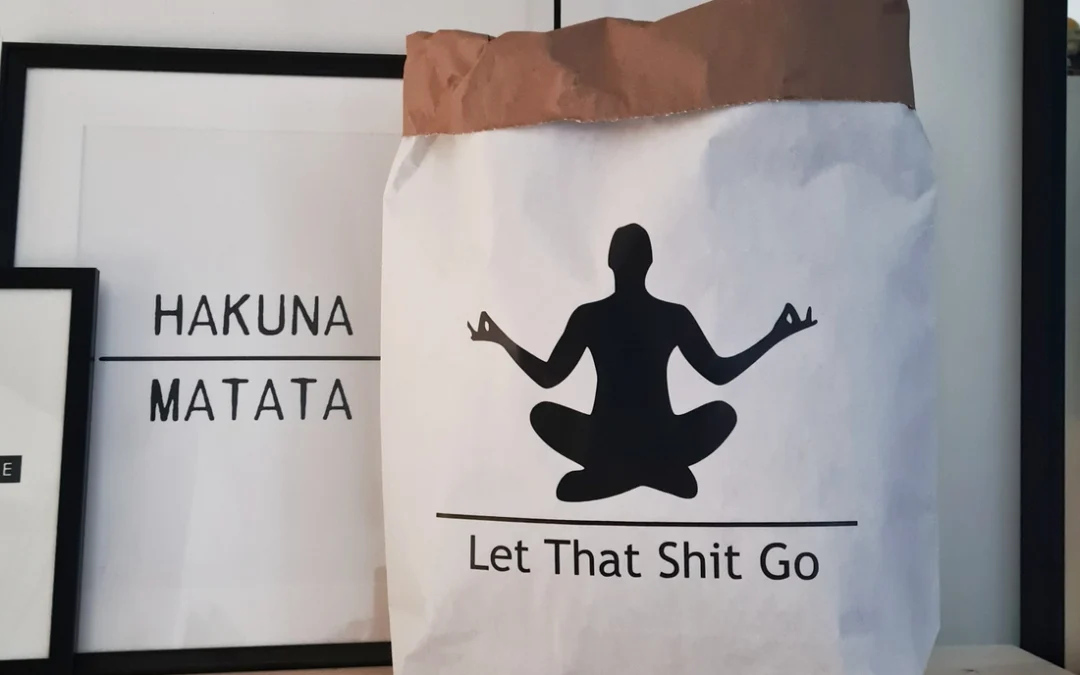 HAKUNA
MATATA
E
Let That Shit Go